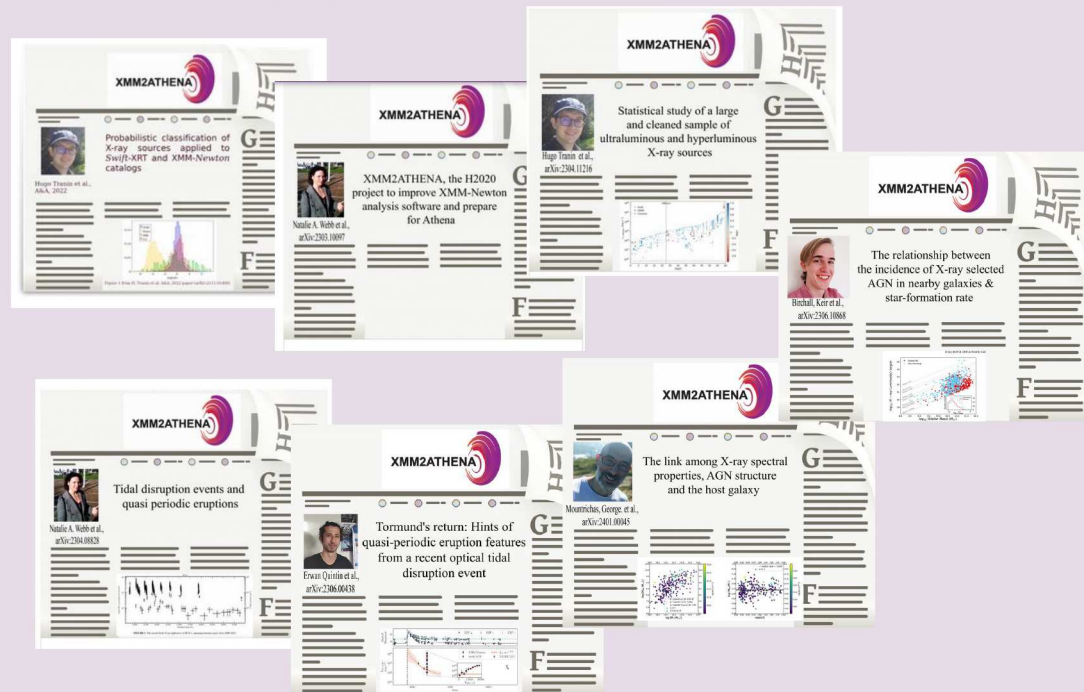 XMM2ATHENA
Probabilistic classification of
X-ray sources applied to
Swift-XRT and XMM-Newton
catalogs
Hugo Tranin et al.,
A&A, 2022
H
G
F
XMM2ATHENA
XMM2ATHENA, the H2020
project to improve XMM-Newton
analysis software and prepare
for Athena
Natalie A. Webb et al.,
arXiv:2303.10097
G
F
XMM2ATHENA
Statistical study of a large
and cleaned sample of
ultraluminous and hyperluminous
X-ray sources
Hugo Tranin et al.,
arXiv:2304.11216
H
G
F
XMM2ATHENA
The relationship between
the incidence of X-ray selected
AGN in nearby galaxies &
star-formation rate
Birchall, Keir et al.,
arXiv:2306.10868
H
G
F
XMM2ATHENA
Tidal disruption events and
quasi periodic eruptions
Natalie A. Webb et al.,
arXiv:2304.08828
H
G
F
XMM2ATHENA
Tormund's return: Hints of
quasi-periodic eruption features
from a recent optical tidal
disruption event
Erwan Quintin et al.,
arXiv:2306.00438
G
F
XMM2ATHENA
The link among X-ray spectral
properties, AGN structure
and the host galaxy
Mountrichas, George. et al.,
arXiv:2401.00045
G
F